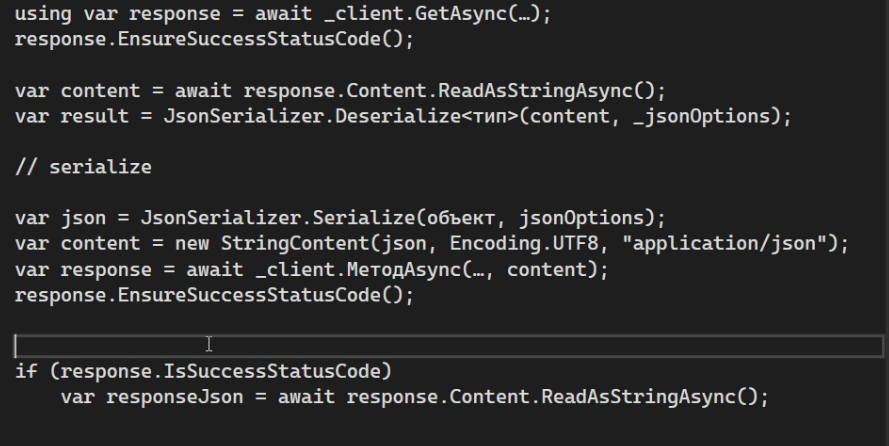 using var response = await _client.GetAsync(…);
response.EnsureSuccessStatusCode();
var content = await response.Content.ReadAsStringAsync();
var result = JsonSerializer.Deserialize<тип>(content, _jsonOptions);
// serialize
var json = JsonSerializer.Serialize(объект, jsonOptions);
var content = new StringContent(json, Encoding.UTF8, "application/json");
var response = await _client.МетодAsync(…, content);
response.EnsureSuccessStatusCode();
if (response.IsSuccessStatusCode)
    var responseJson = await response.Content.ReadAsStringAsync();